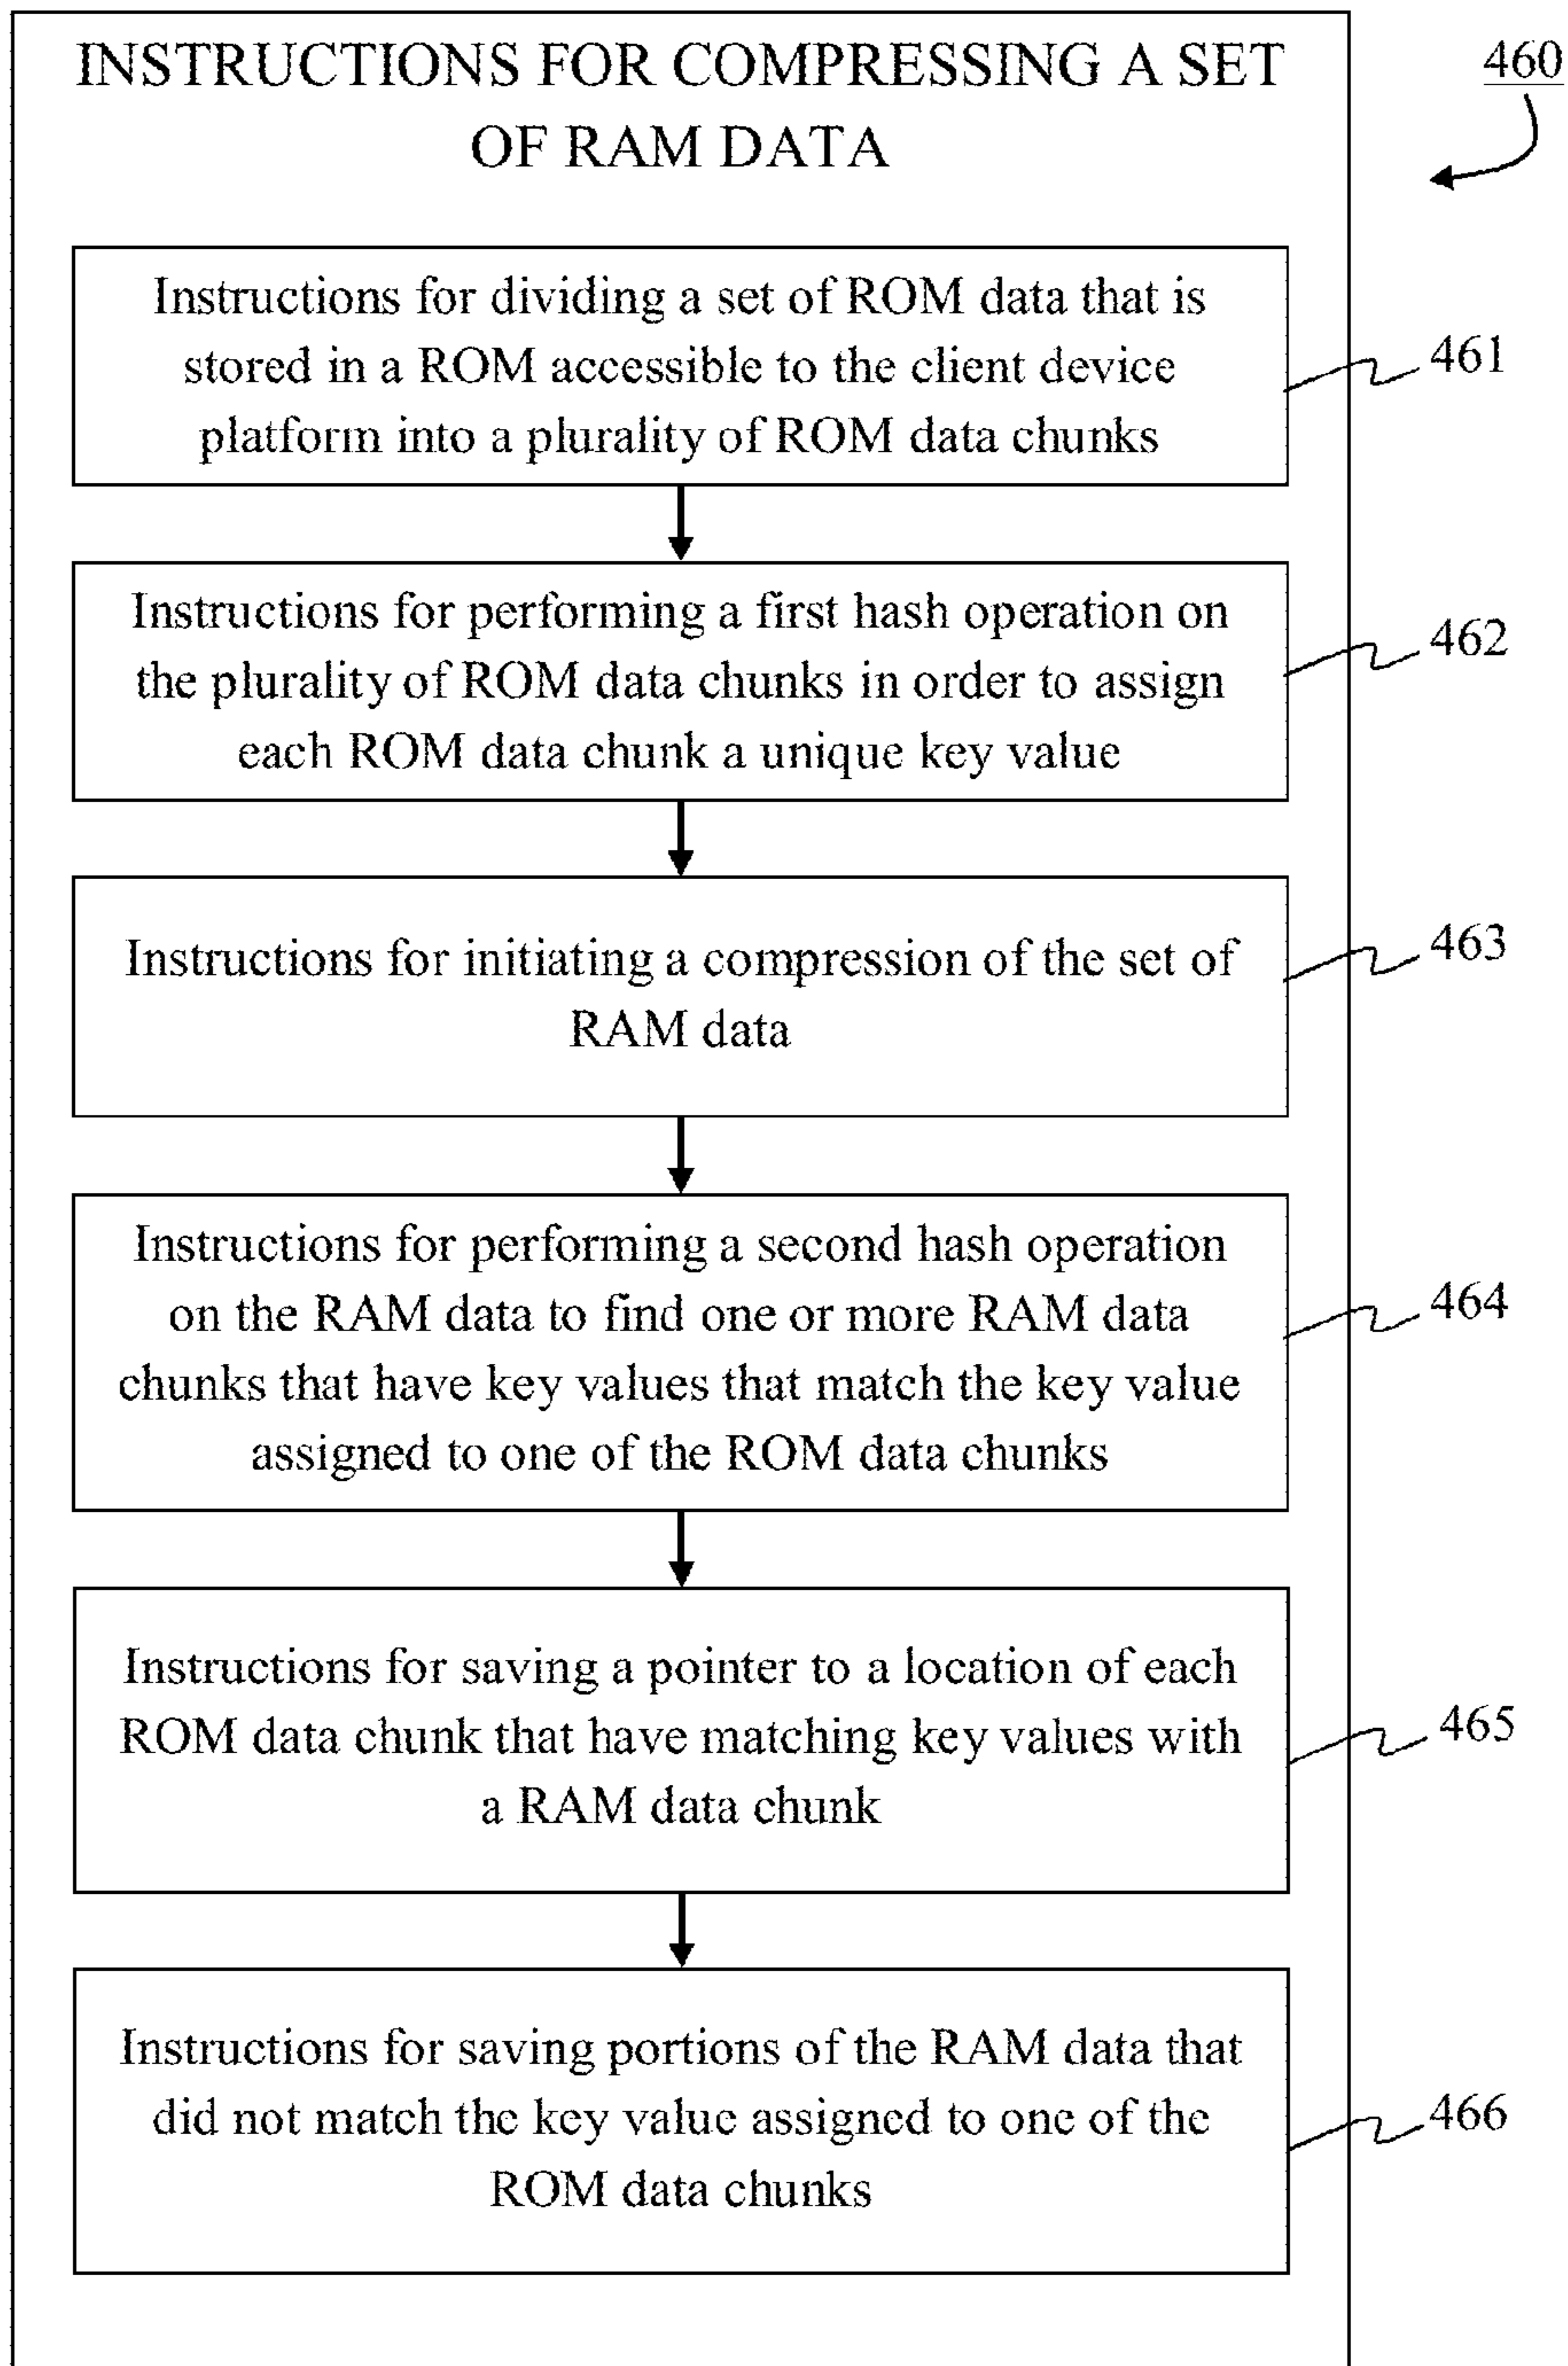 INSTRUCTIONS FOR COMPRESSING A SET
OF RAM DATA
460
Instructions for dividing a set of ROM data that is
stored in a ROM accessible to the client device
platform into a plurality of ROM data chunks
461
Instructions for performing a first hash operation on
the plurality of ROM data chunks in order to assign
each ROM data chunk a unique key value
462
Instructions for initiating a compression of the set of
RAM data
463
Instructions for performing a second hash operation
on the RAM data to find one or more RAM data
chunks that have key values that match the key value
assigned to one of the ROM data chunks
464
Instructions for saving a pointer to a location of each
ROM data chunk that have matching key values with
a RAM data chunk
465
Instructions for saving portions of the RAM data that
did not match the key value assigned to one of the
ROM data chunks
466